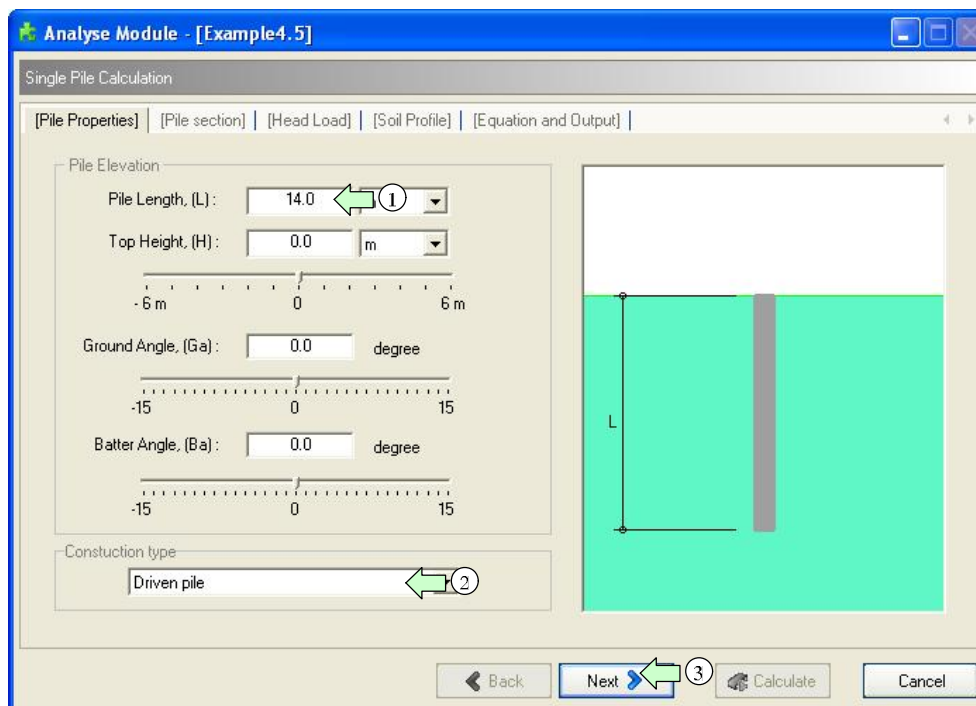 Analyse Module - [Example4.5]
Single Pile Calculation
[Pile Properties] [Pile section] [Head Load] [Soil Profile] [Equation and Output]
Pile Elevation
Pile Length, (L) : 14.0 1
Top Height, (H) : 0.0 m
- 6 m 0 6 m
Ground Angle, (Ga) : 0.0 degree
-15 0 15
Batter Angle, (Ba) : 0.0 degree
-15 0 15
L
Constuction type
Driven pile 2
Back Next 3 Calculate Cancel